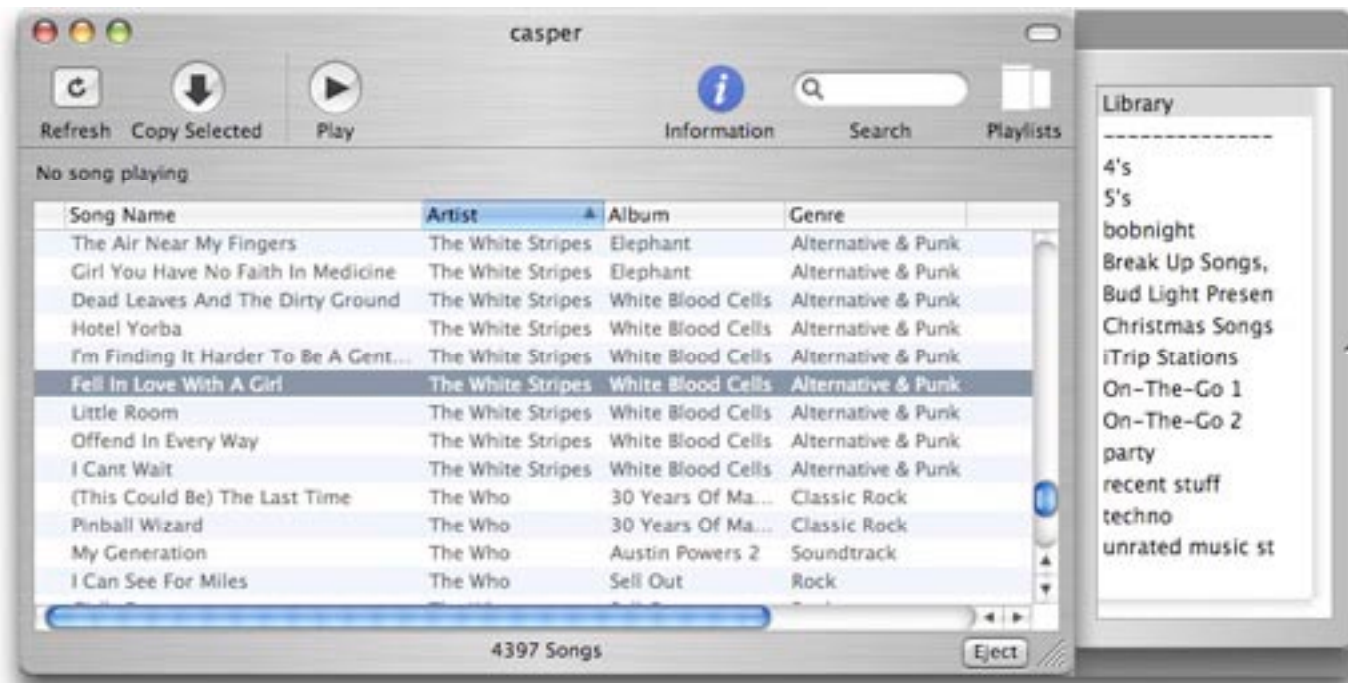 casper
Refresh Copy Selected Play Information Search Playlists
No song playing
Song Name Artist Album Genre
The Air Near My Fingers The White Stripes Elephant Alternative & Punk
Girl You Have No Faith In Medicine The White Stripes Elephant Alternative & Punk
Dead Leaves And The Dirty Ground The White Stripes White Blood Cells Alternative & Punk
Hotel Yorba The White Stripes White Blood Cells Alternative & Punk
I'm Finding It Harder To Be A Gent... The White Stripes White Blood Cells Alternative & Punk
Fell In Love With A Girl The White Stripes White Blood Cells Alternative & Punk
Little Room The White Stripes White Blood Cells Alternative & Punk
Offend In Every Way The White Stripes White Blood Cells Alternative & Punk
I Cant Wait The White Stripes White Blood Cells Alternative & Punk
(This Could Be) The Last Time The Who 30 Years Of Ma... Classic Rock
Pinball Wizard The Who 30 Years Of Ma... Classic Rock
My Generation The Who Austin Powers 2 Soundtrack
I Can See For Miles The Who Sell Out Rock
4397 Songs
Eject
Library
--------------
4's
5's
bobnight
Break Up Songs,
Bud Light Presen
Christmas Songs
iTrip Stations
On-The-Go 1
On-The-Go 2
party
recent stuff
techno
unrated music st